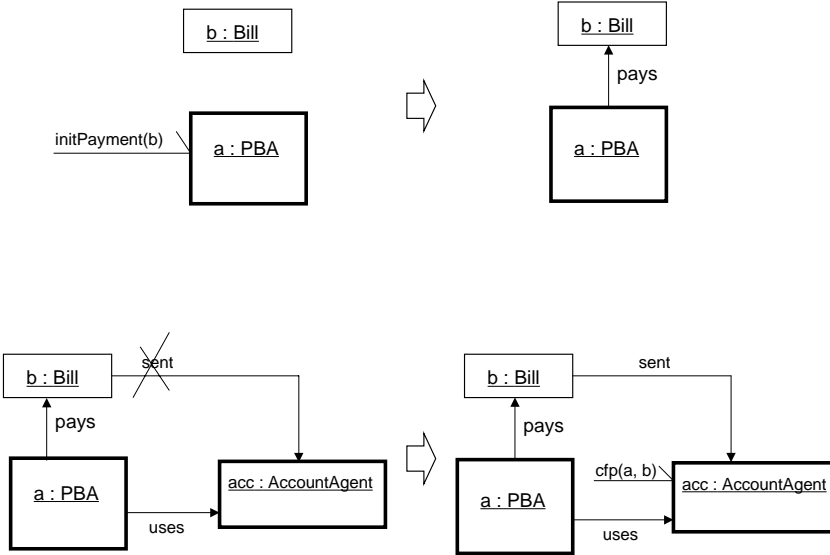 b : Bill
initPayment(b)
a : PBA
b : Bill
pays
a : PBA
sent
b : Bill
pays
a : PBA
acc : AccountAgent
uses
sent
b : Bill
pays
cfp(a, b)
a : PBA
acc : AccountAgent
uses